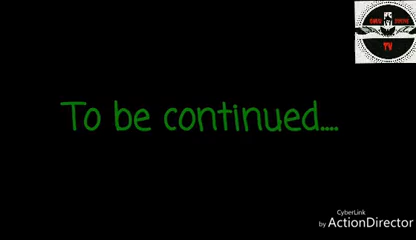 TV
To be continued....
CyberLink
by ActionDirector